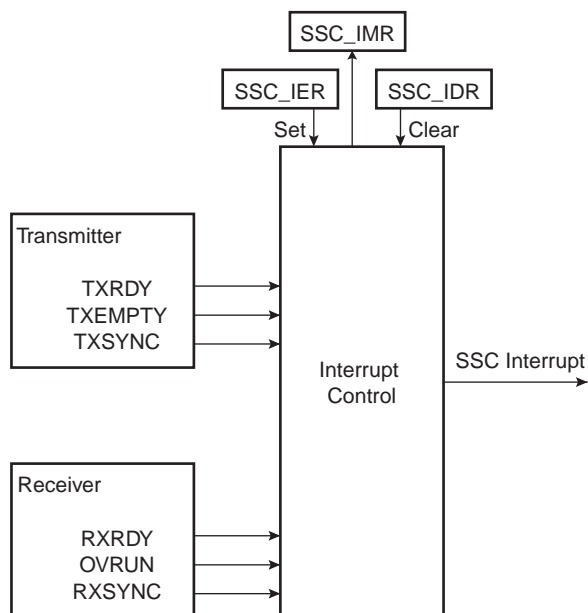 SSC_IMR
SSC_IER
SSC_IDR
Set
Clear
Transmitter
TXRDY
TXEMPTY
TXSYNC
Interrupt
Control
SSC Interrupt
Receiver
RXRDY
OVRUN
RXSYNC